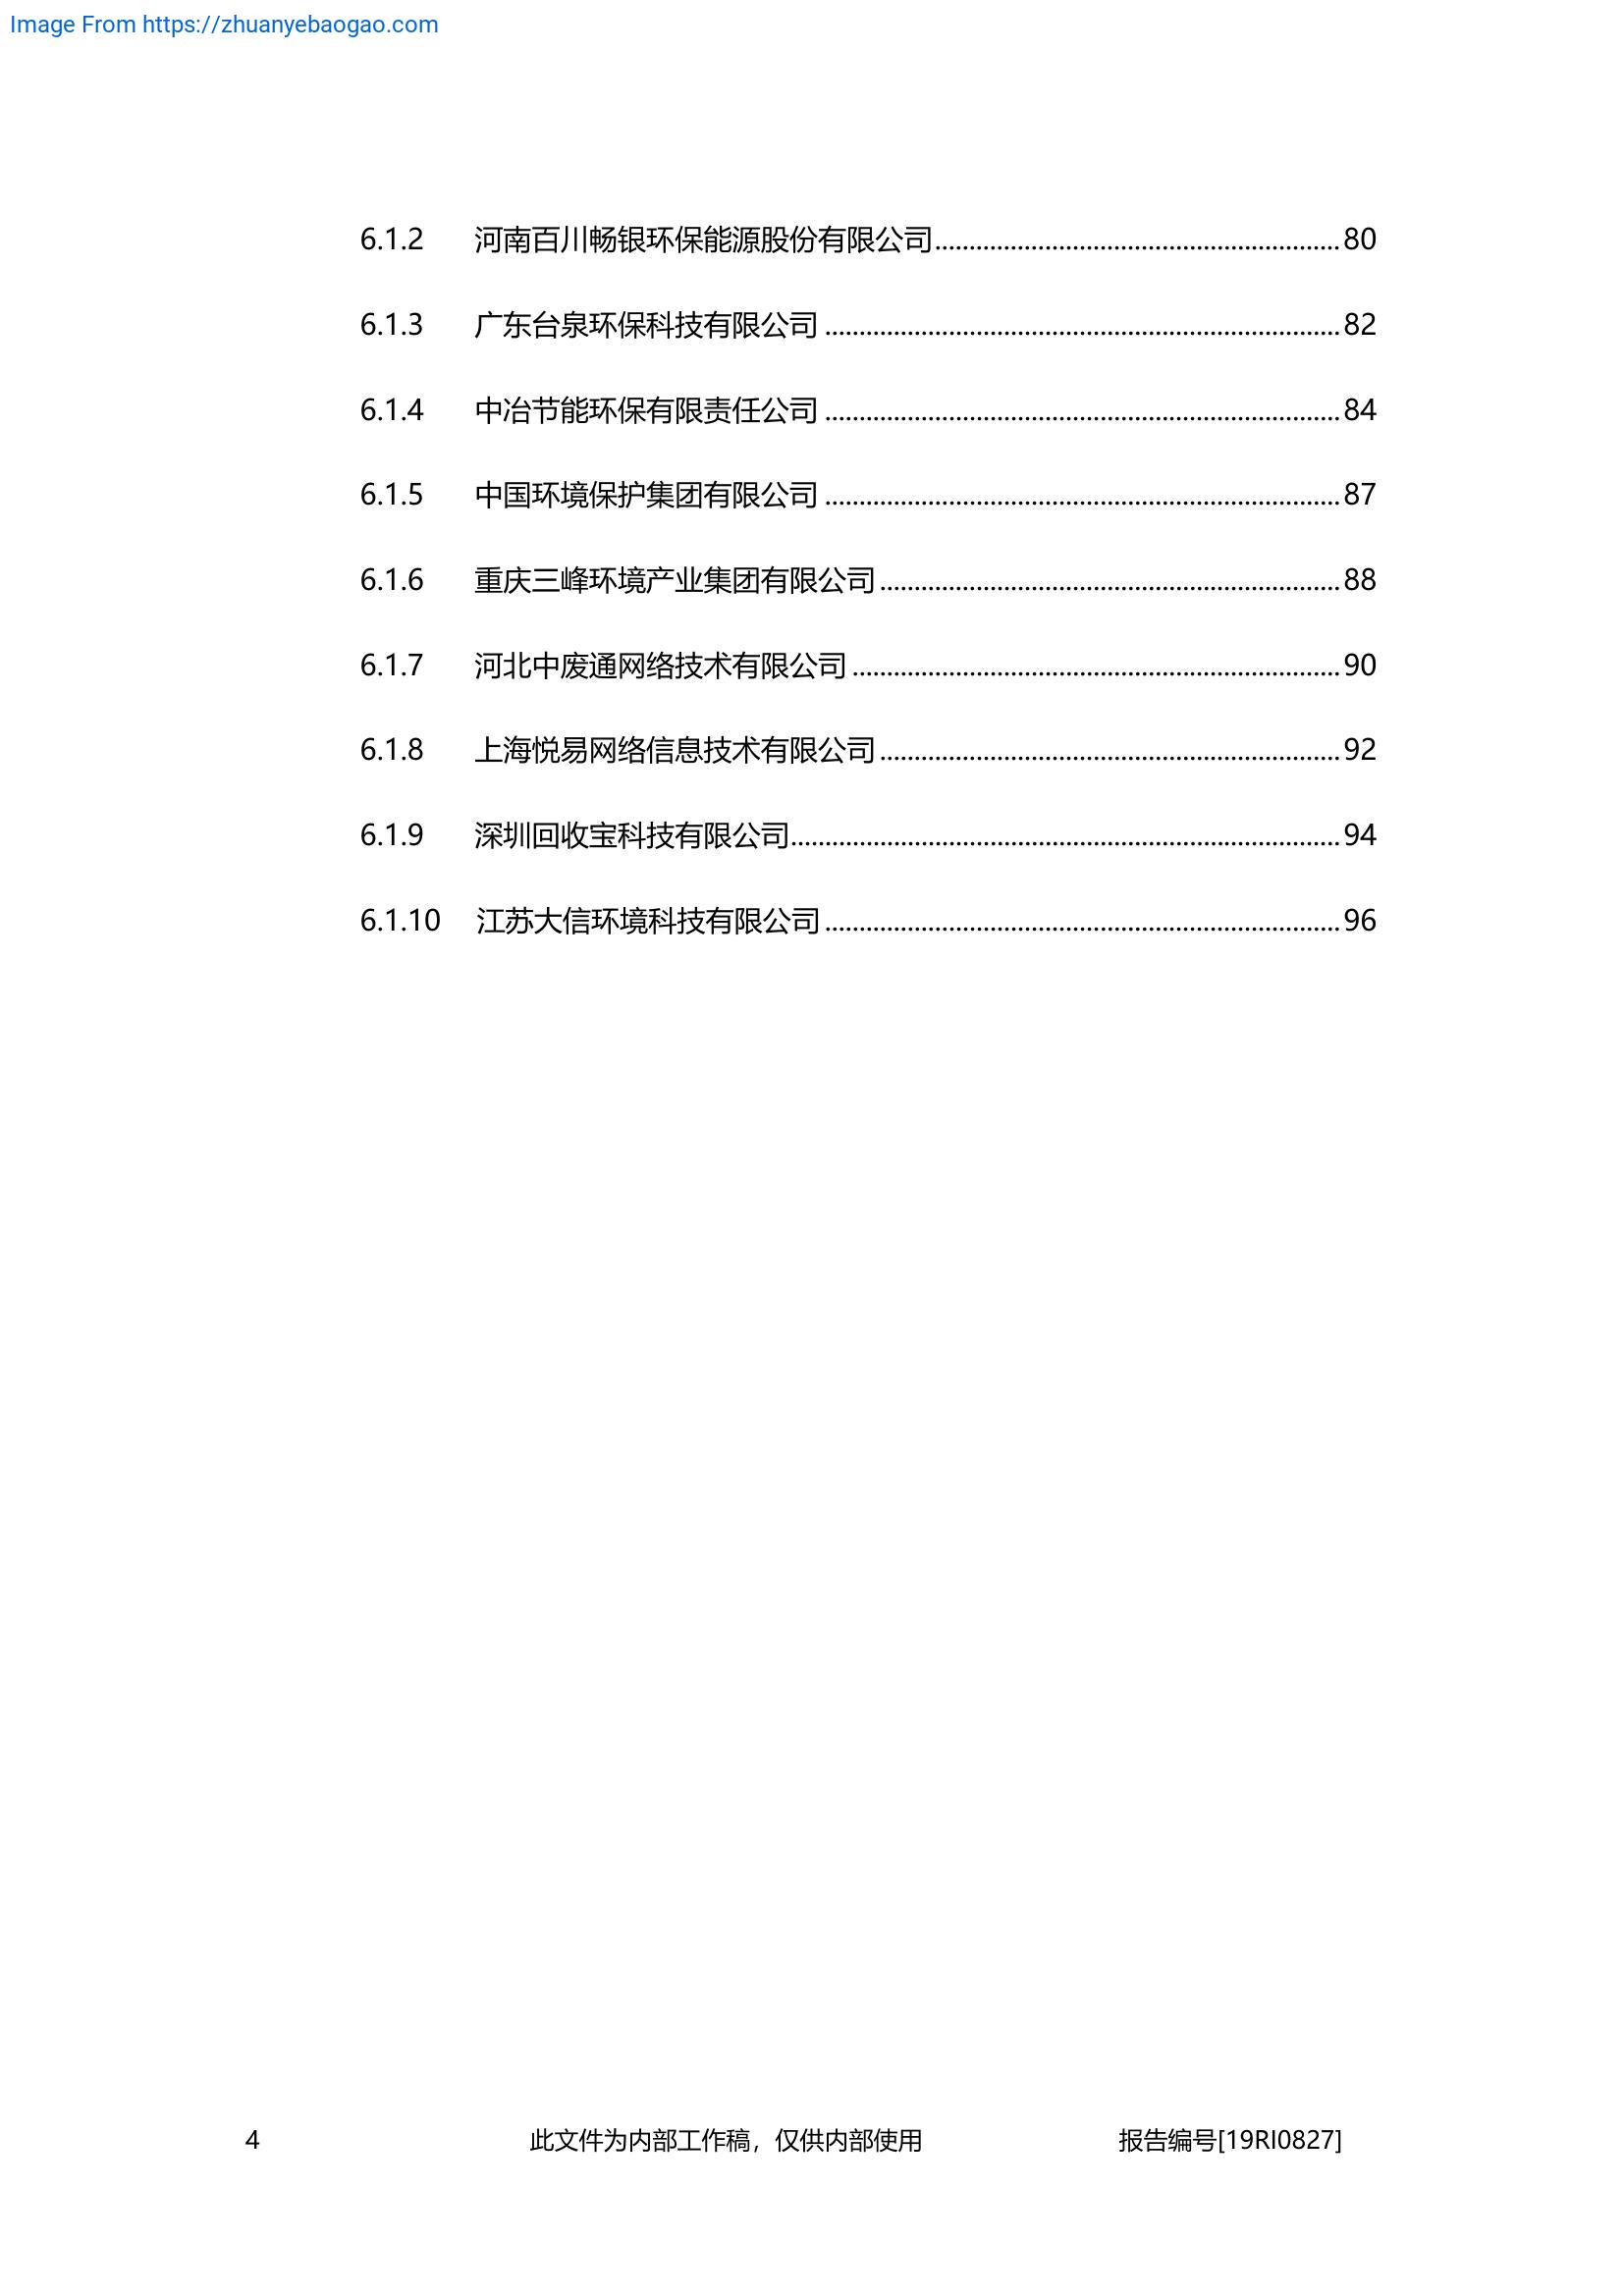 Image From https://zhuanyebaogao.com
6.1.2 河南百川畅银环保能源股份有限公司 80
6.1.3 广东台泉环保科技有限公司 82
6.1.4 中冶节能环保有限责任公司 84
6.1.5 中国环境保护集团有限公司 87
6.1.6 重庆三峰环境产业集团有限公司 88
6.1.7 河北中废通网络技术有限公司 90
6.1.8 上海悦易网络信息技术有限公司 92
6.1.9 深圳回收宝科技有限公司 94
6.1.10 江苏大信环境科技有限公司 96
4 此文件为内部工作稿，仅供内部使用 报告编号[19RI0827]